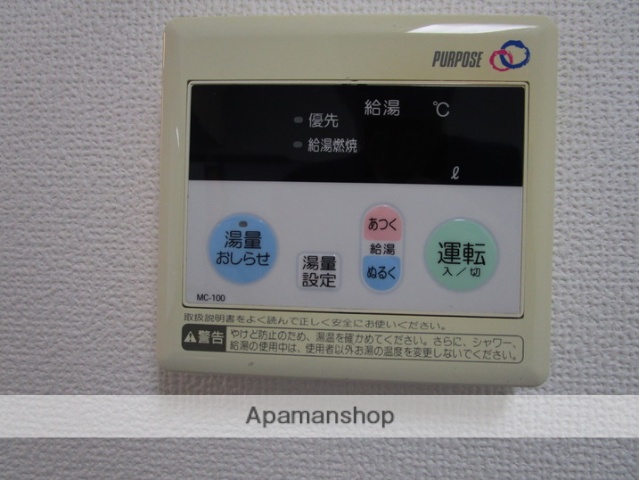 PURPOSE
給湯 ℃
優先
給湯燃焼
ℓ
湯量
おしらせ
湯量
設定
あつく
給湯
ぬるく
運転
入/切
MC-100
取扱説明書をよく読んで正しく安全にお使いください。
警告
やけど防止のため、湯温を確かめてください。さらに、シャワー、
給湯の使用中は、使用者以外お湯の温度を変更しないでください。
Apamanshop